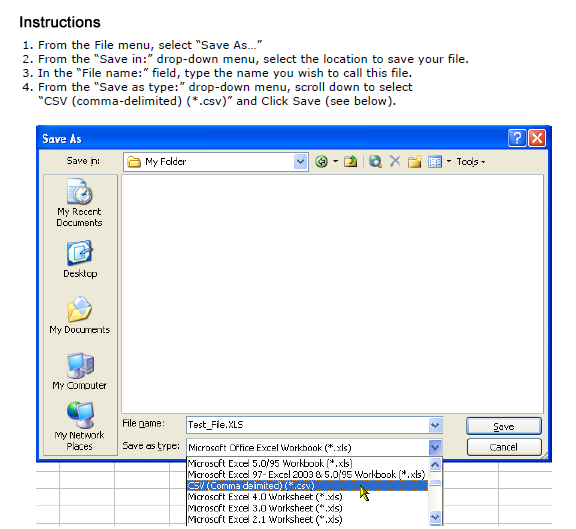 Instructions
1. From the File menu, select “Save As…”
2. From the “Save in:” drop-down menu, select the location to save your file.
3. In the “File name:” field, type the name you wish to call this file.
4. From the “Save as type:” drop-down menu, scroll down to select
“CSV (comma-delimited) (*.csv)” and Click Save (see below).
Save As
Save in: My Folder Tools
My Recent
Documents
Desktop
My Documents
My Computer
My Network
Places
File name: Test_File.XLS Save
Save as type: Microsoft Office Excel Workbook (*.xls) Cancel
Microsoft Excel 5.0/95 Workbook (*.xls)
Microsoft Excel 97- Excel 2003 & 5.0/95 Workbook (*.xls)
CSV (Comma delimited) (*.csv)
Microsoft Excel 4.0 Worksheet (*.xls)
Microsoft Excel 3.0 Worksheet (*.xls)
Microsoft Excel 2.1 Worksheet (*.xls)